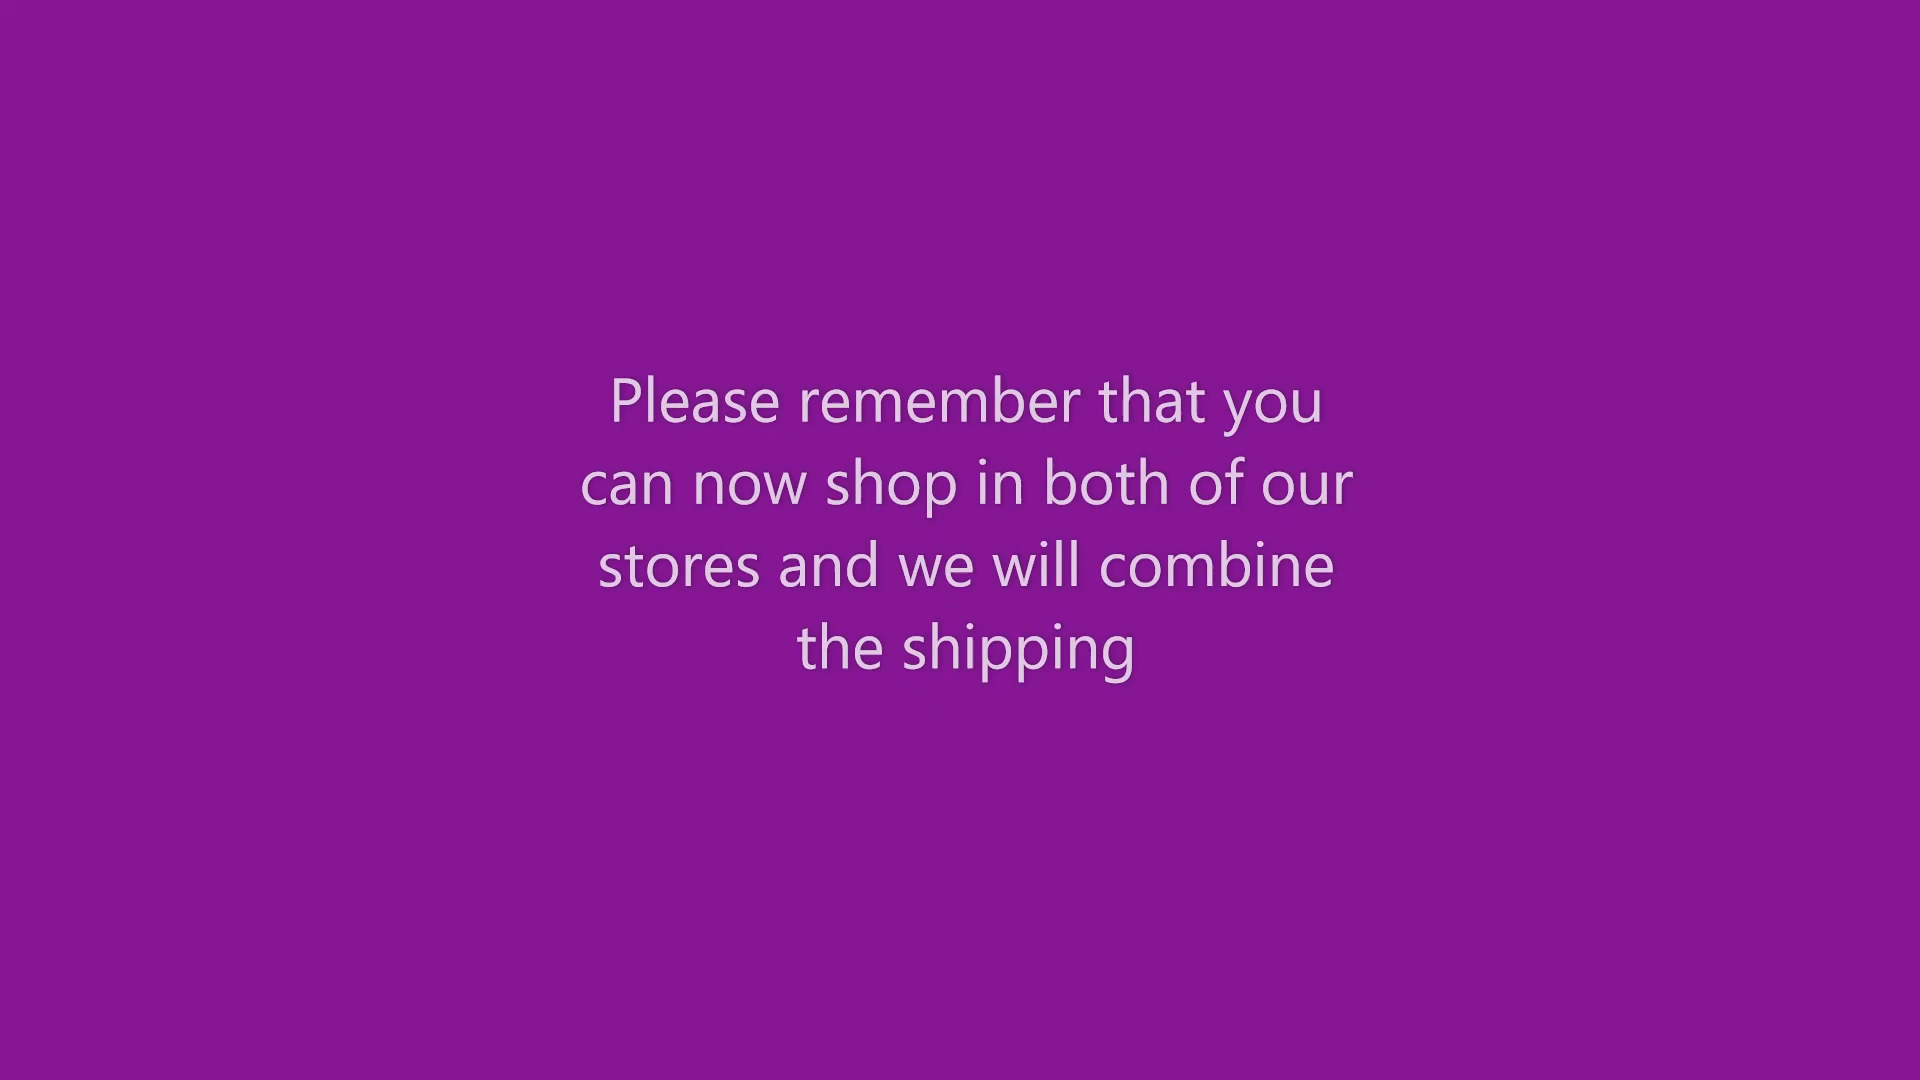 Please remember that you
can now shop in both of our
stores and we will combine
the shipping